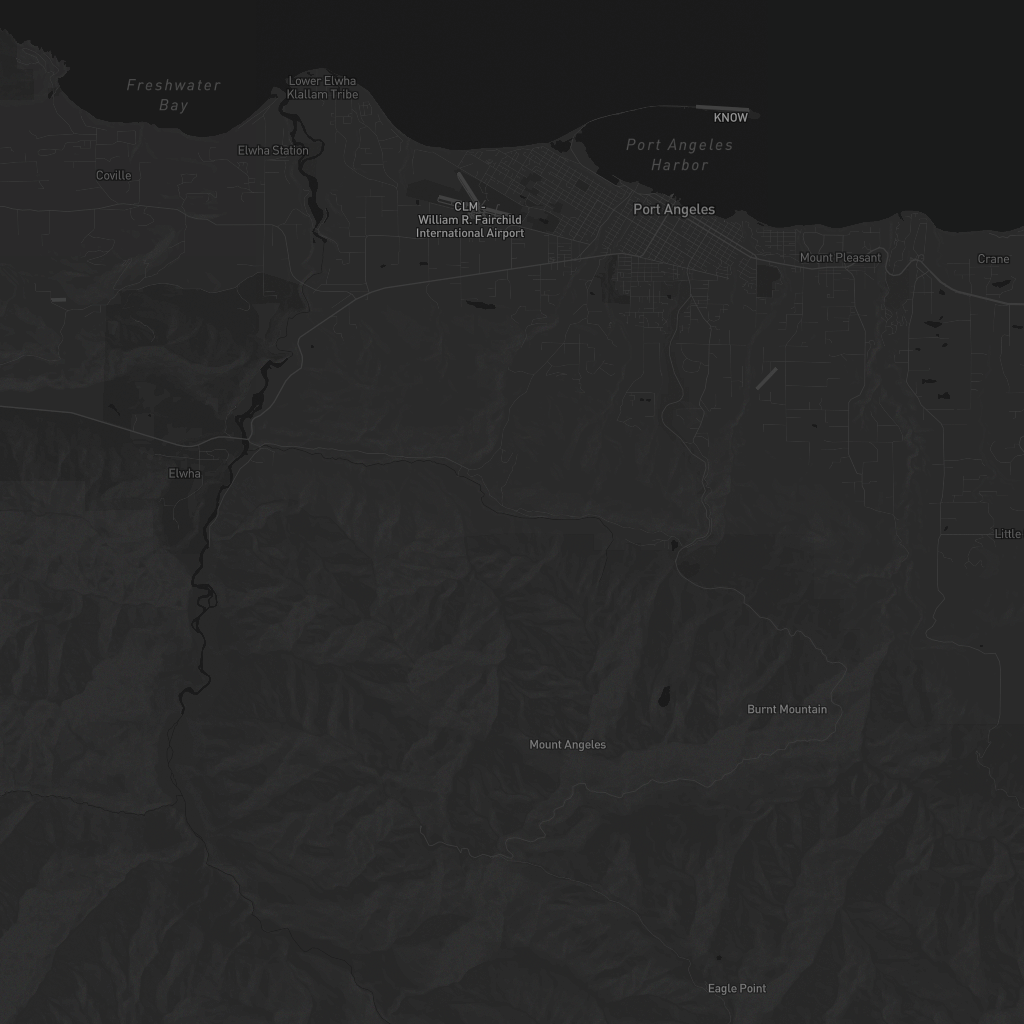 Lower Elwha
Klallam Tribe
Freshwater
Bay
KNOW
Port Angeles
Harbor
Elwha Station
Coville
CLM -
William R. Fairchild
International Airport
Port Angeles
Mount Pleasant
Crane
Elwha
Little
Burnt Mountain
Mount Angeles
Eagle Point